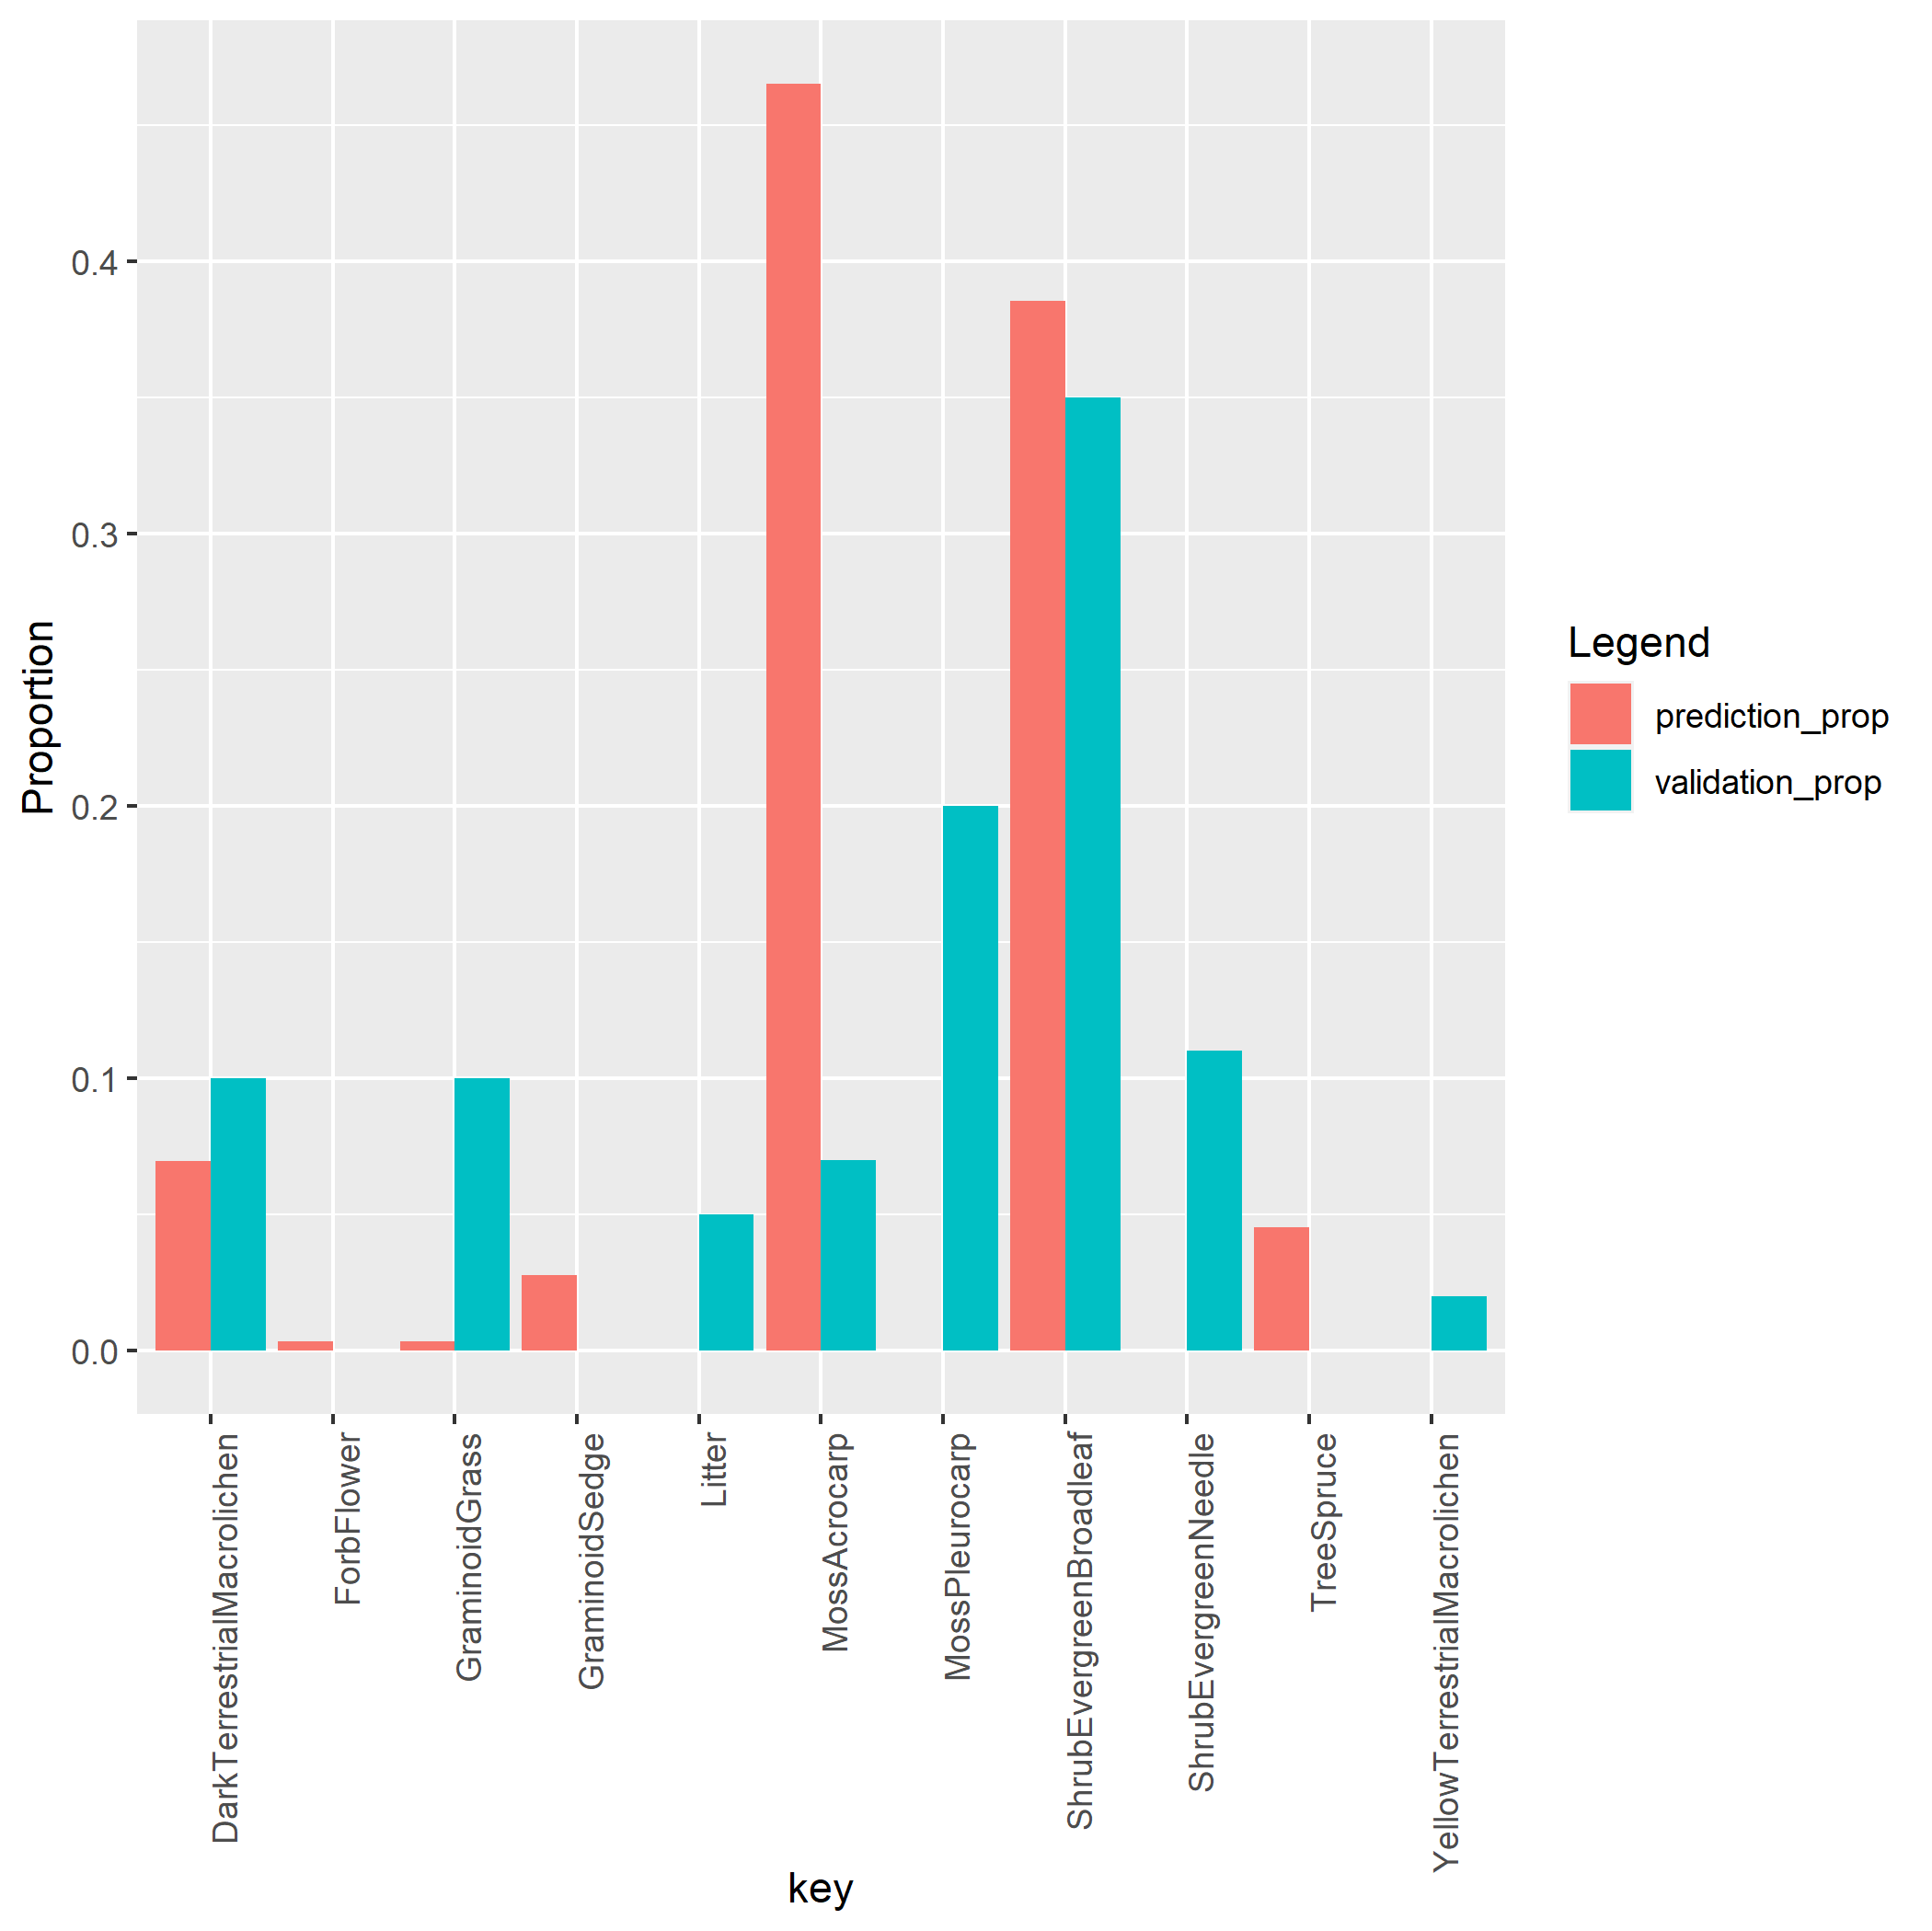 Proportion
0.4
0.3
0.2
0.1
0.0
DarkTerrestrialMacrolichen
ForbFlower
GraminoidGrass
GraminoidSedge
Litter
MossAcrocarp
MossPleurocarp
ShrubEvergreenBroadleaf
ShrubEvergreenNeedle
TreeSpruce
YellowTerrestrialMacrolichen
key
Legend
prediction_prop
validation_prop